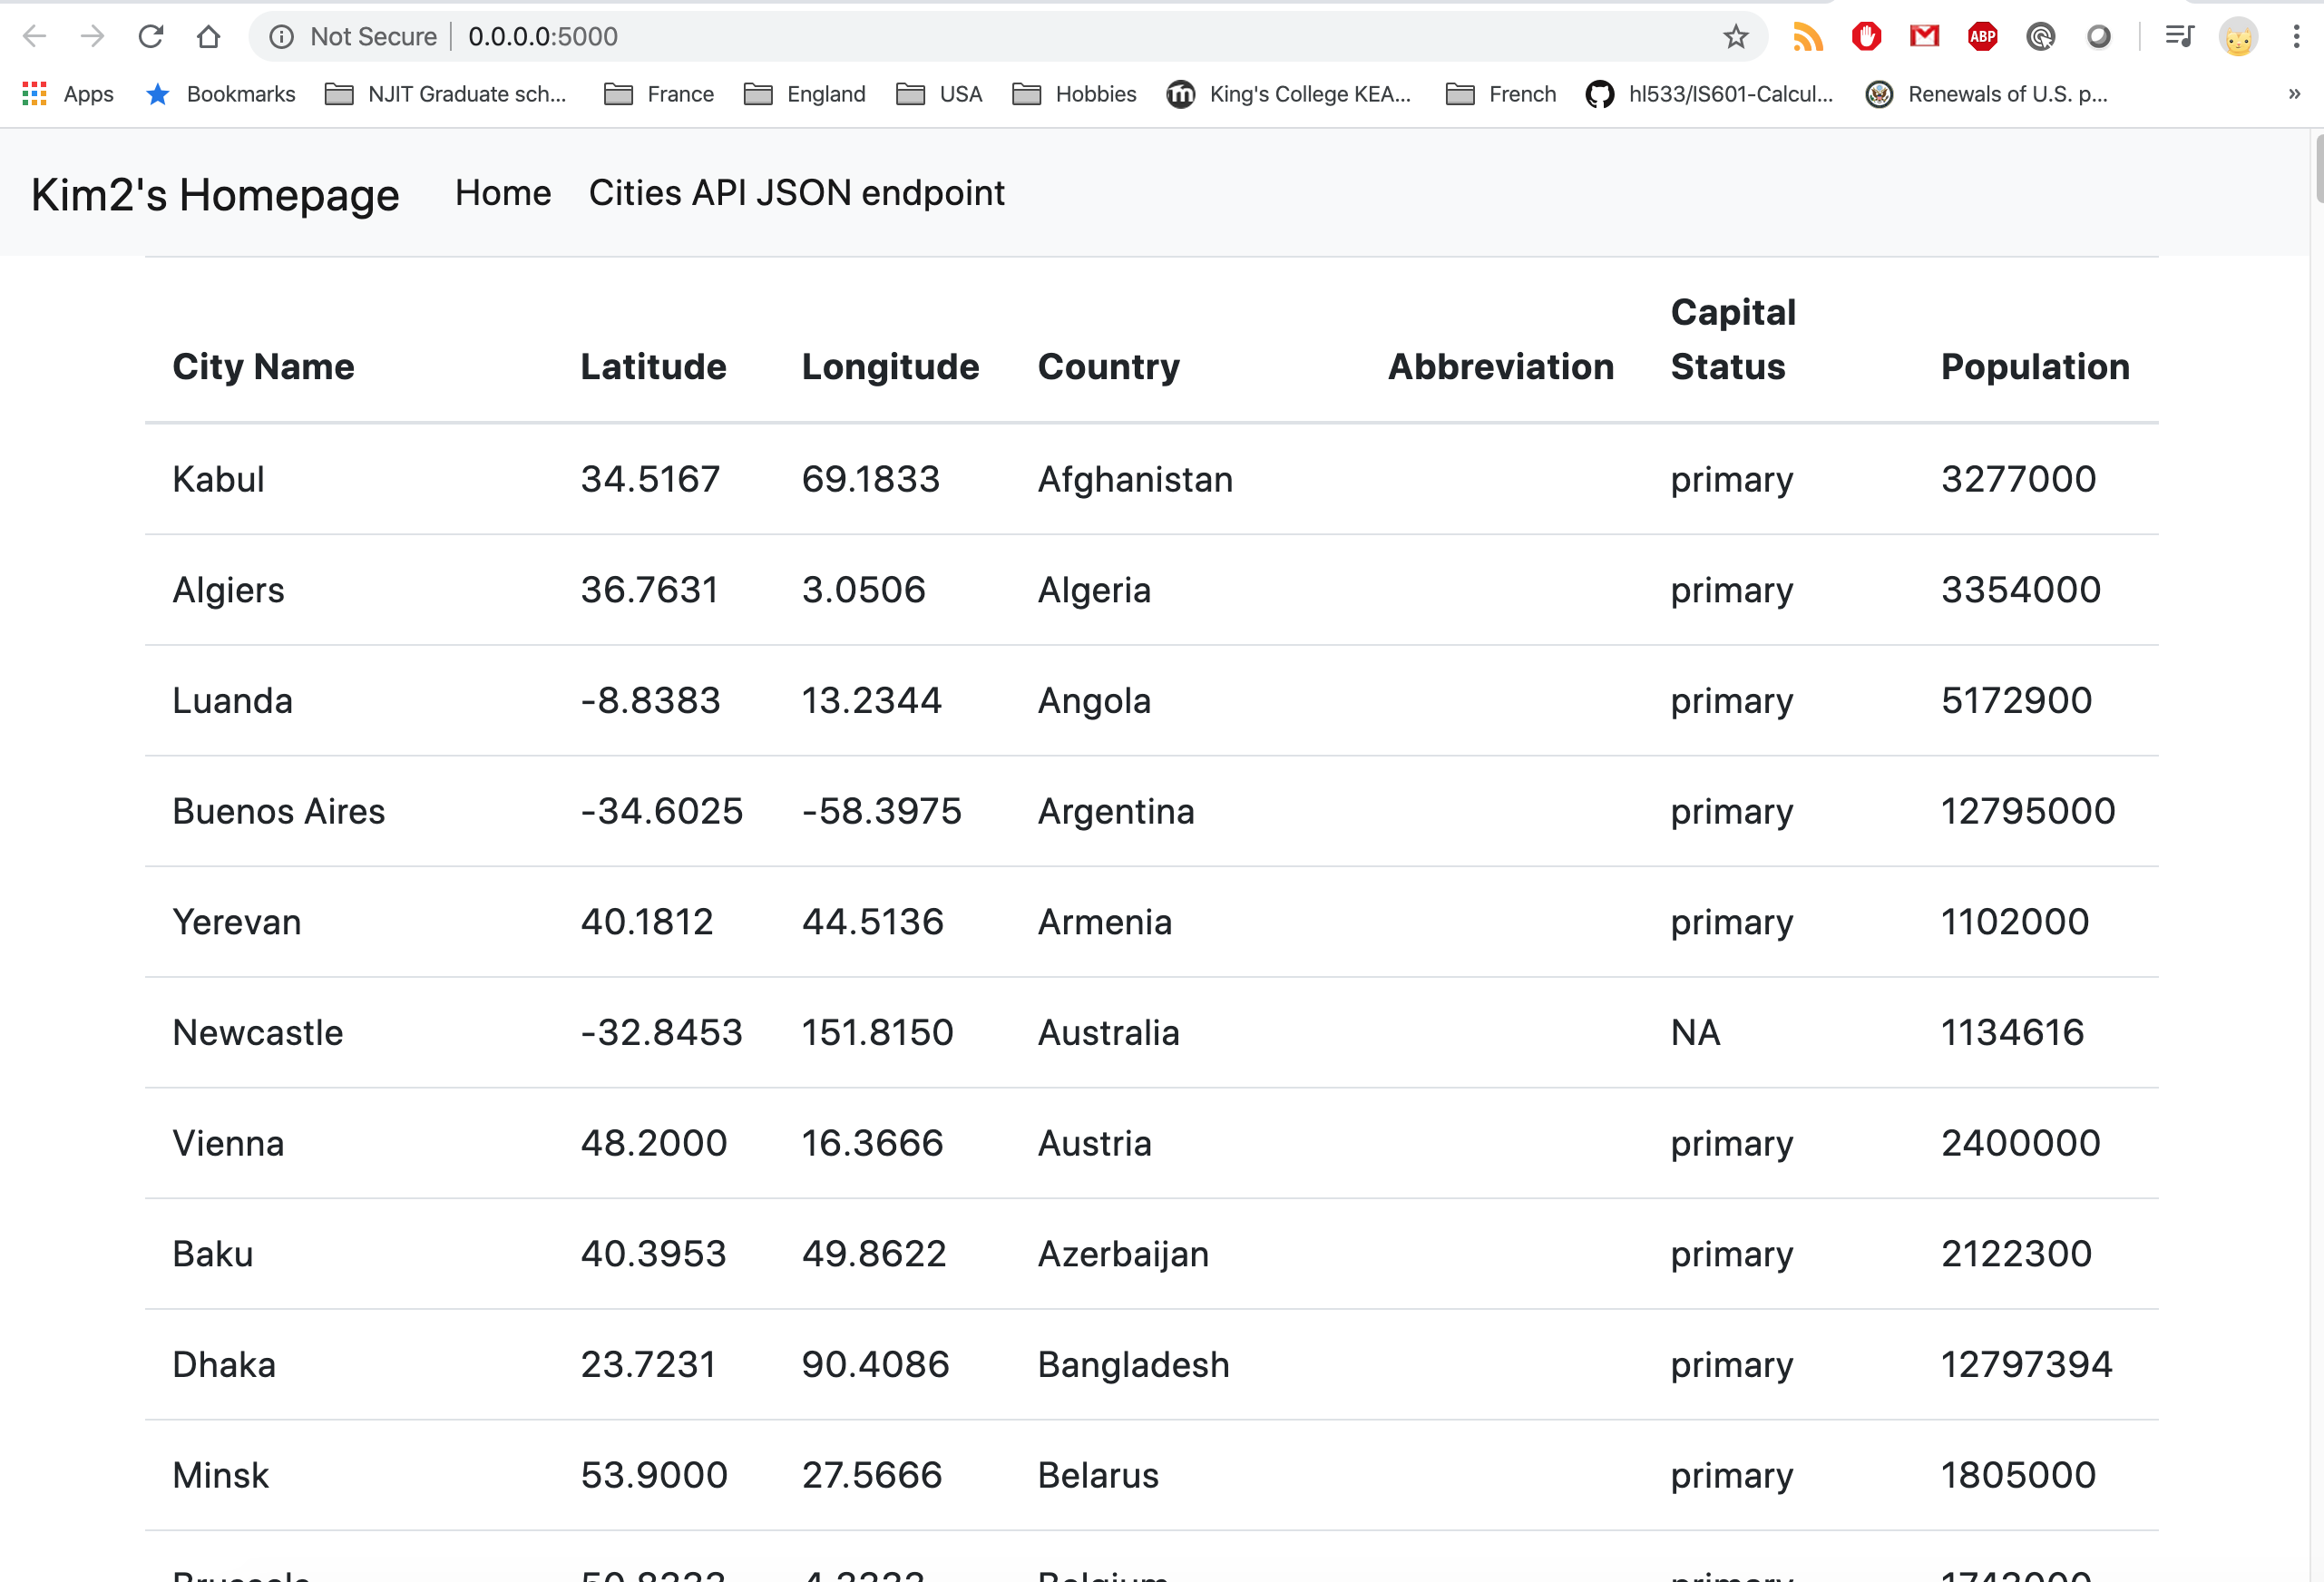 Not Secure | 0.0.0.0:5000
ABP
Apps Bookmarks NJIT Graduate sch... France England USA Hobbies King's College KEA... French hl533/IS601-Calcul... Renewals of U.S. p... »
Kim2's Homepage Home Cities API JSON endpoint
City Name Latitude Longitude Country Abbreviation Capital Status Population
Kabul 34.5167 69.1833 Afghanistan primary 3277000
Algiers 36.7631 3.0506 Algeria primary 3354000
Luanda -8.8383 13.2344 Angola primary 5172900
Buenos Aires -34.6025 -58.3975 Argentina primary 12795000
Yerevan 40.1812 44.5136 Armenia primary 1102000
Newcastle -32.8453 151.8150 Australia NA 1134616
Vienna 48.2000 16.3666 Austria primary 2400000
Baku 40.3953 49.8622 Azerbaijan primary 2122300
Dhaka 23.7231 90.4086 Bangladesh primary 12797394
Minsk 53.9000 27.5666 Belarus primary 1805000
Brussels Belgium primary